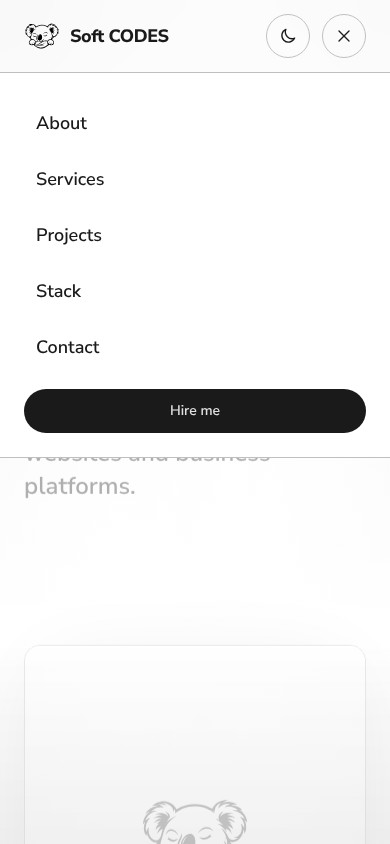 Soft CODES
About
Services
Projects
Stack
Contact
Hire me
websites and business
platforms.